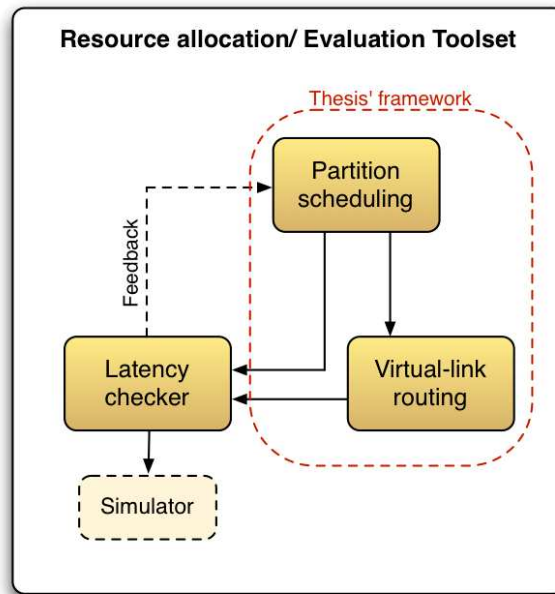 Resource allocation/ Evaluation Toolset
Thesis' framework
Partition
scheduling
Feedback
Latency
checker
Virtual-link
routing
Simulator